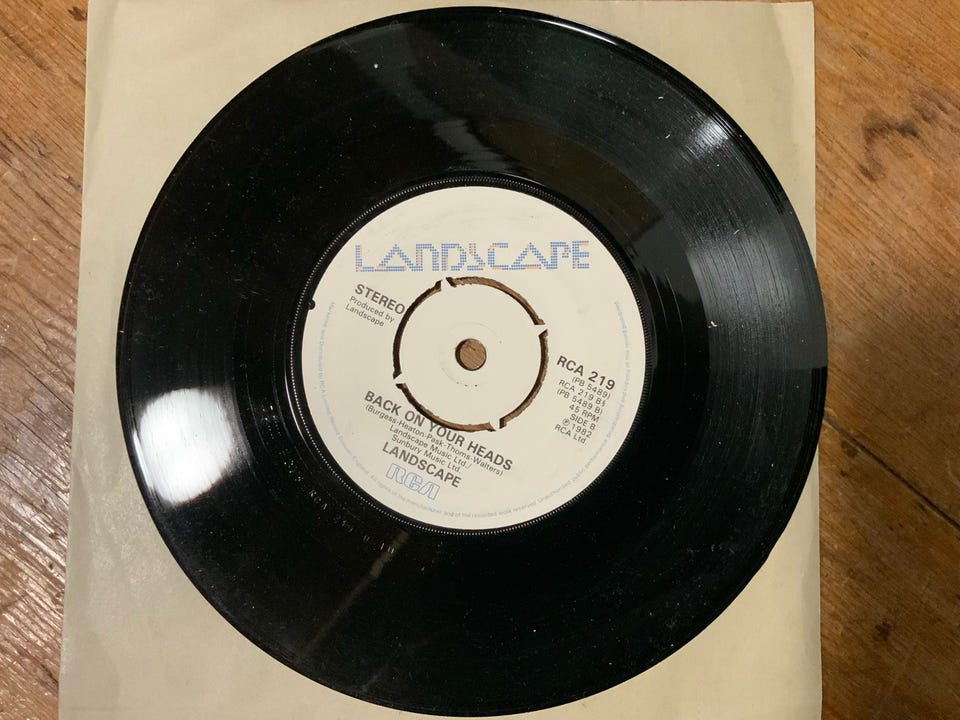 LANDSCAPE
STEREO
Produced by
Landscape
RCA 219
(PB 5489)
RCA 219 B
(PB 5489 B)
45 RPM
SIDE B
℗1982
RCA Ltd.
BACK ON YOUR HEADS
(Burgess-Heaton-Pask-Thoms-Walters)
Landscape Music Ltd./
Sunbury Music Ltd.
LANDSCAPE
RCA